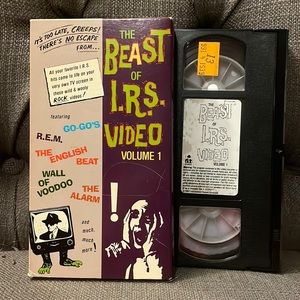 IT'S TOO LATE, CREEPS!
THERE'S NO ESCAPE
FROM...
All your favorite I.R.S.
hits come to life on your
very own TV screen in
these wild & wooly
ROCK videos!
featuring
GO-GO'S
R.E.M.
THE ENGLISH
BEAT
WALL
OF
VOODOO
THE
ALARM
and
much,
much
more!
THE
BEAST
OF
I.R.S.
VIDEO
VOLUME 1
!
THE
BEAST
OF
I.R.S.
VIDEO
VOLUME 1